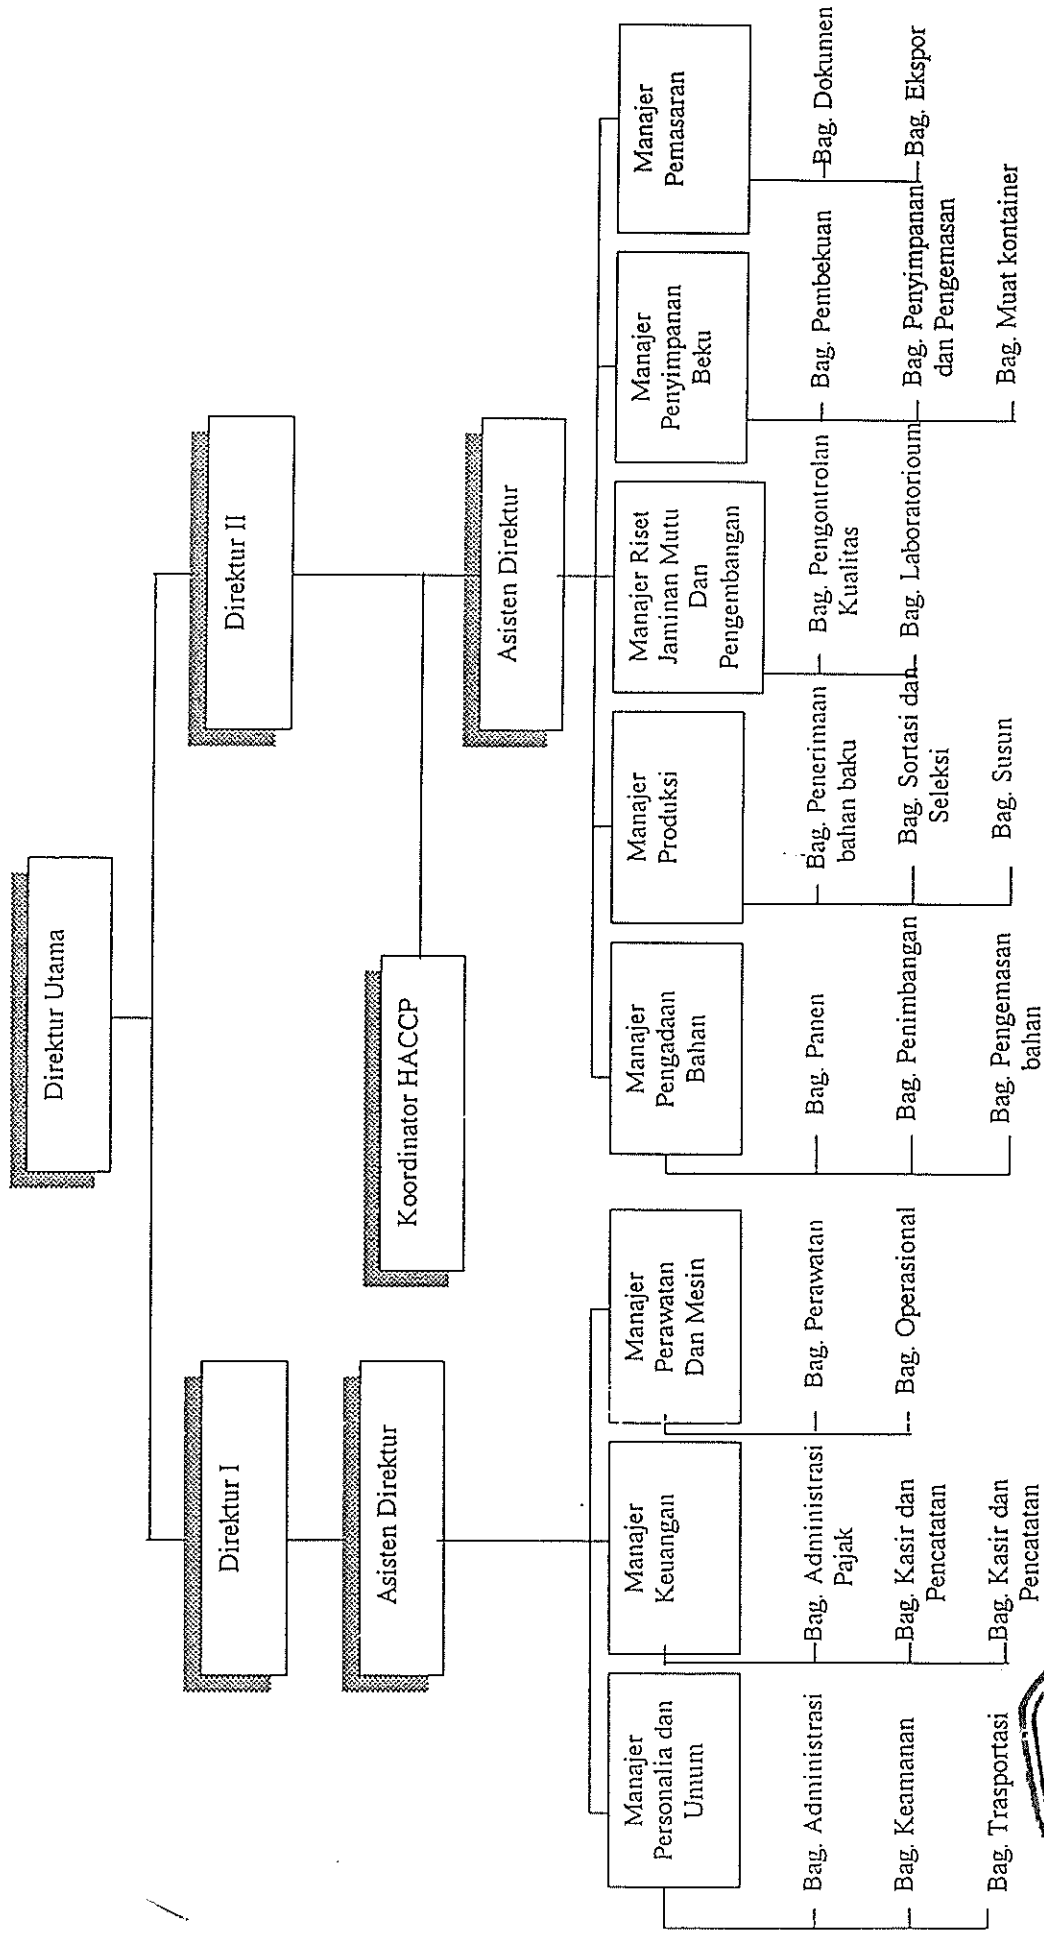 Direktur Utama
Direktur I
Direktur II
Asisten Direktur
Koordinator HACCP
Asisten Direktur
Manajer
Personalia dan
Umum
Manajer
Keuangan
Manajer
Perawatan
Dan Mesin
Manajer
Pengadaan
Bahan
Manajer
Produksi
Manajer Riset
Jaminan Mutu
Dan
Pengembangan
Manajer
Penyimpanan
Beku
Manajer
Pemasaran
Bag. Administrasi
Bag. Keamanan
Bag. Trasportasi
Bag. Administrasi
Pajak
Bag. Kasir dan
Pencatatan
Bag. Kasir dan
Pencatatan
Bag. Perawatan
Bag. Operasional
Bag. Panen
Bag. Penimbangan
Bag. Pengemasan
bahan
Bag. Penerimaan
bahan baku
Bag. Sortasi dan
Seleksi
Bag. Susun
Bag. Pengontrolan
Kualitas
Bag. Laboratorioum
Bag. Pembekuan
Bag. Penyimpanan
dan Pengemasan
Bag. Muat kontainer
Bag. Dokumen
Bag. Ekspor